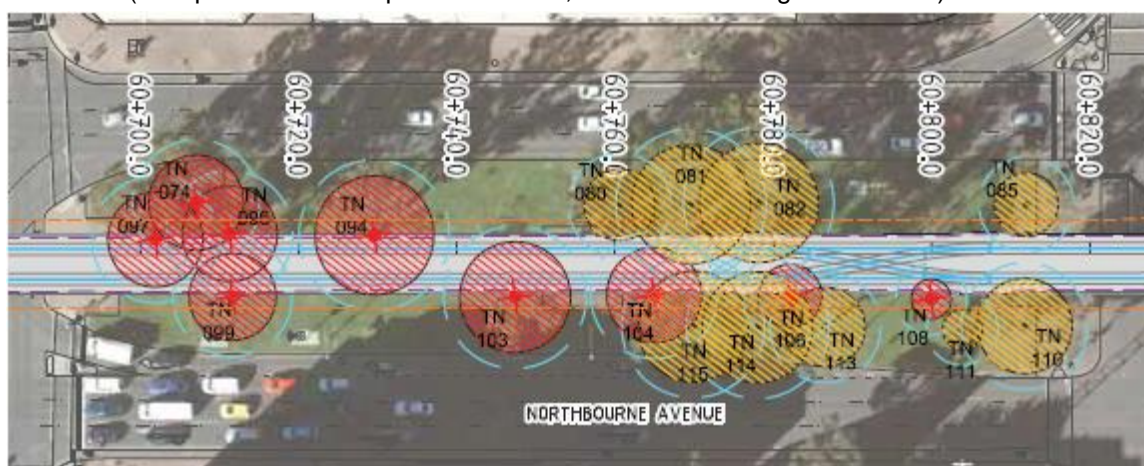 60+700.0
60+720.0
60+740.0
60+760.0
60+780.0
60+800.0
60+820.0
TN
074
TN
097
TN
TN
094
TN
080
TN
081
TN
082
TN
085
TN
099
TN
103
TN
104
TN
115
TN
114
TN
106
TN
113
TN
108
TN
111
TN
110
NORTHBOURNE AVENUE